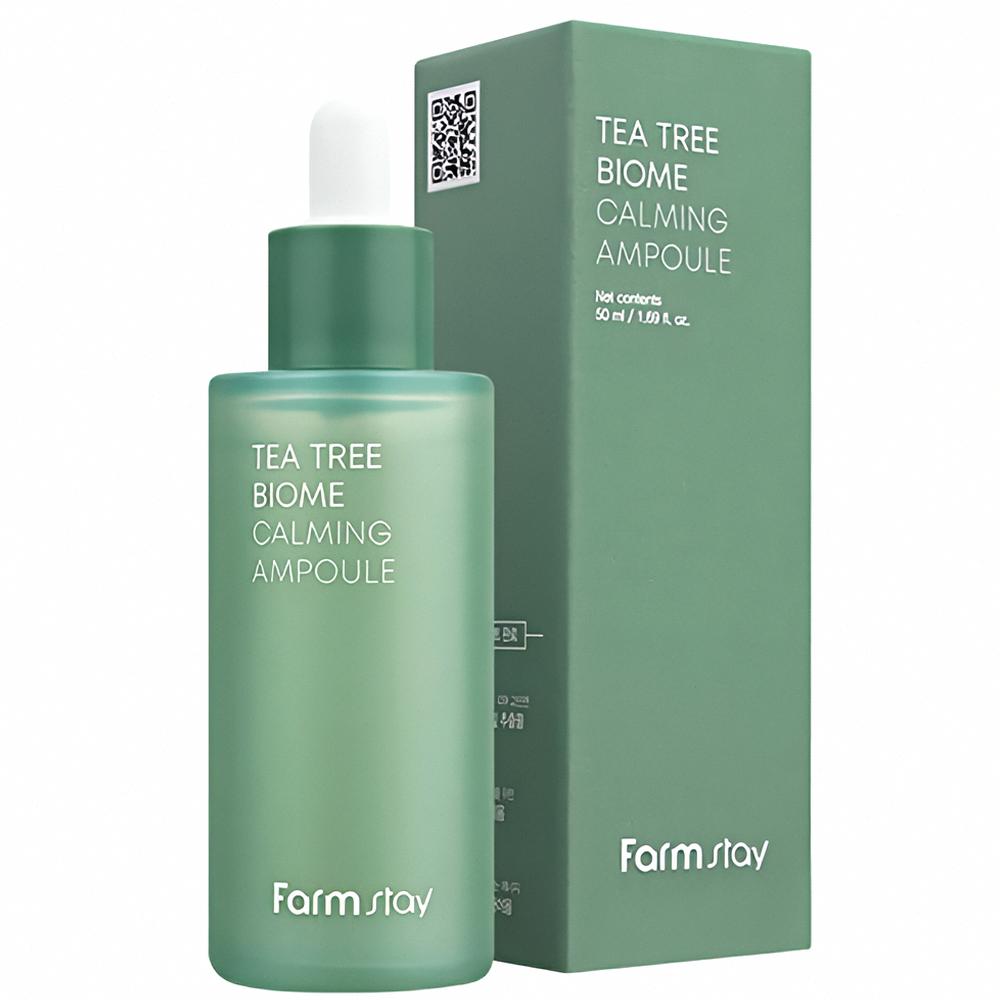 TEA TREE
BIOME
CALMING
AMPOULE
Farm stay
TEA TREE
BIOME
CALMING
AMPOULE
Net contents
50 ml / 1.69 fl. oz.
Farm stay